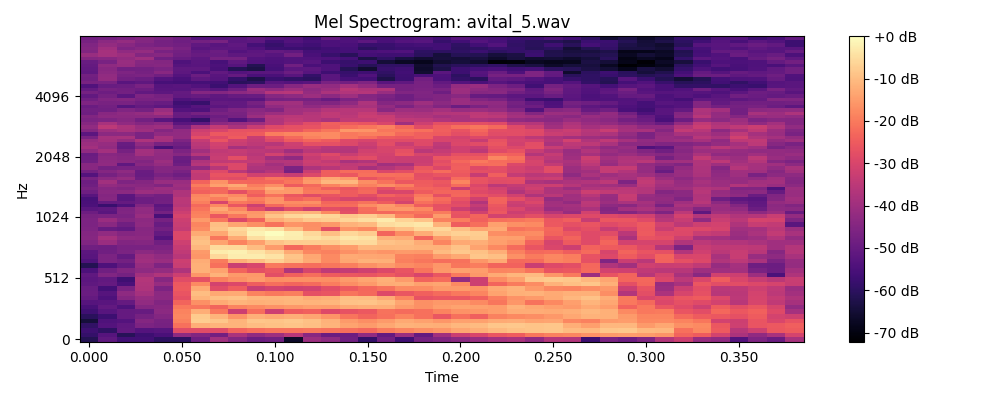 Mel Spectrogram: avital_5.wav
Hz
4096
2048
1024
512
0
0.000 0.050 0.100 0.150 0.200 0.250 0.300 0.350
Time
+0 dB
-10 dB
-20 dB
-30 dB
-40 dB
-50 dB
-60 dB
-70 dB